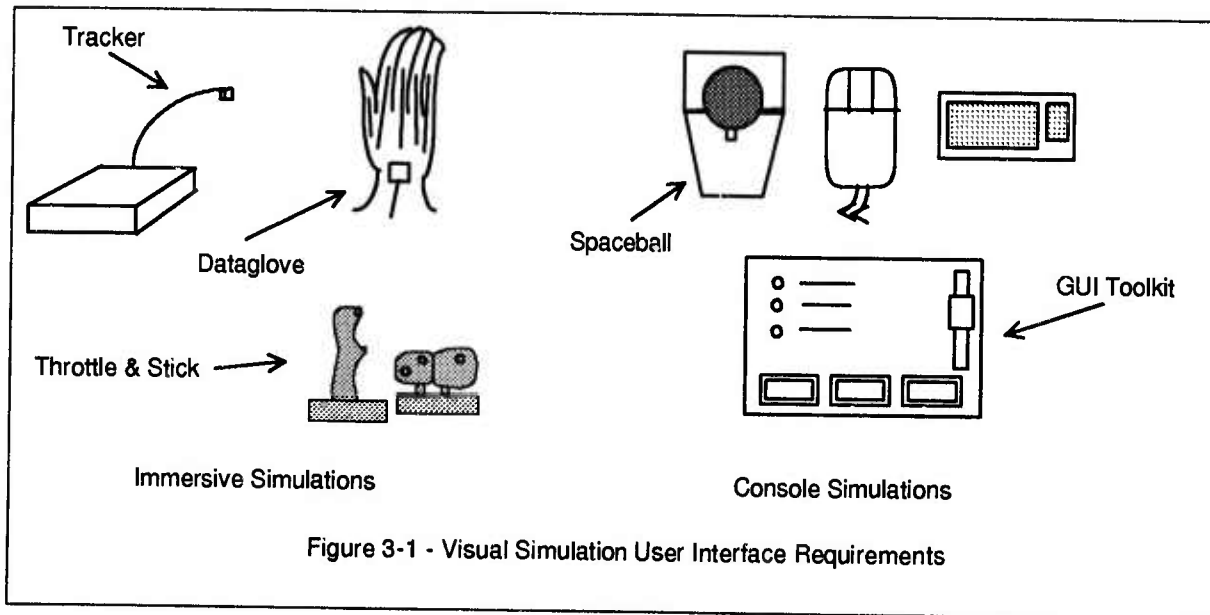 Tracker
Dataglove
Spaceball
GUI Toolkit
Throttle & Stick
Immersive Simulations
Console Simulations
Figure 3-1 - Visual Simulation User Interface Requirements